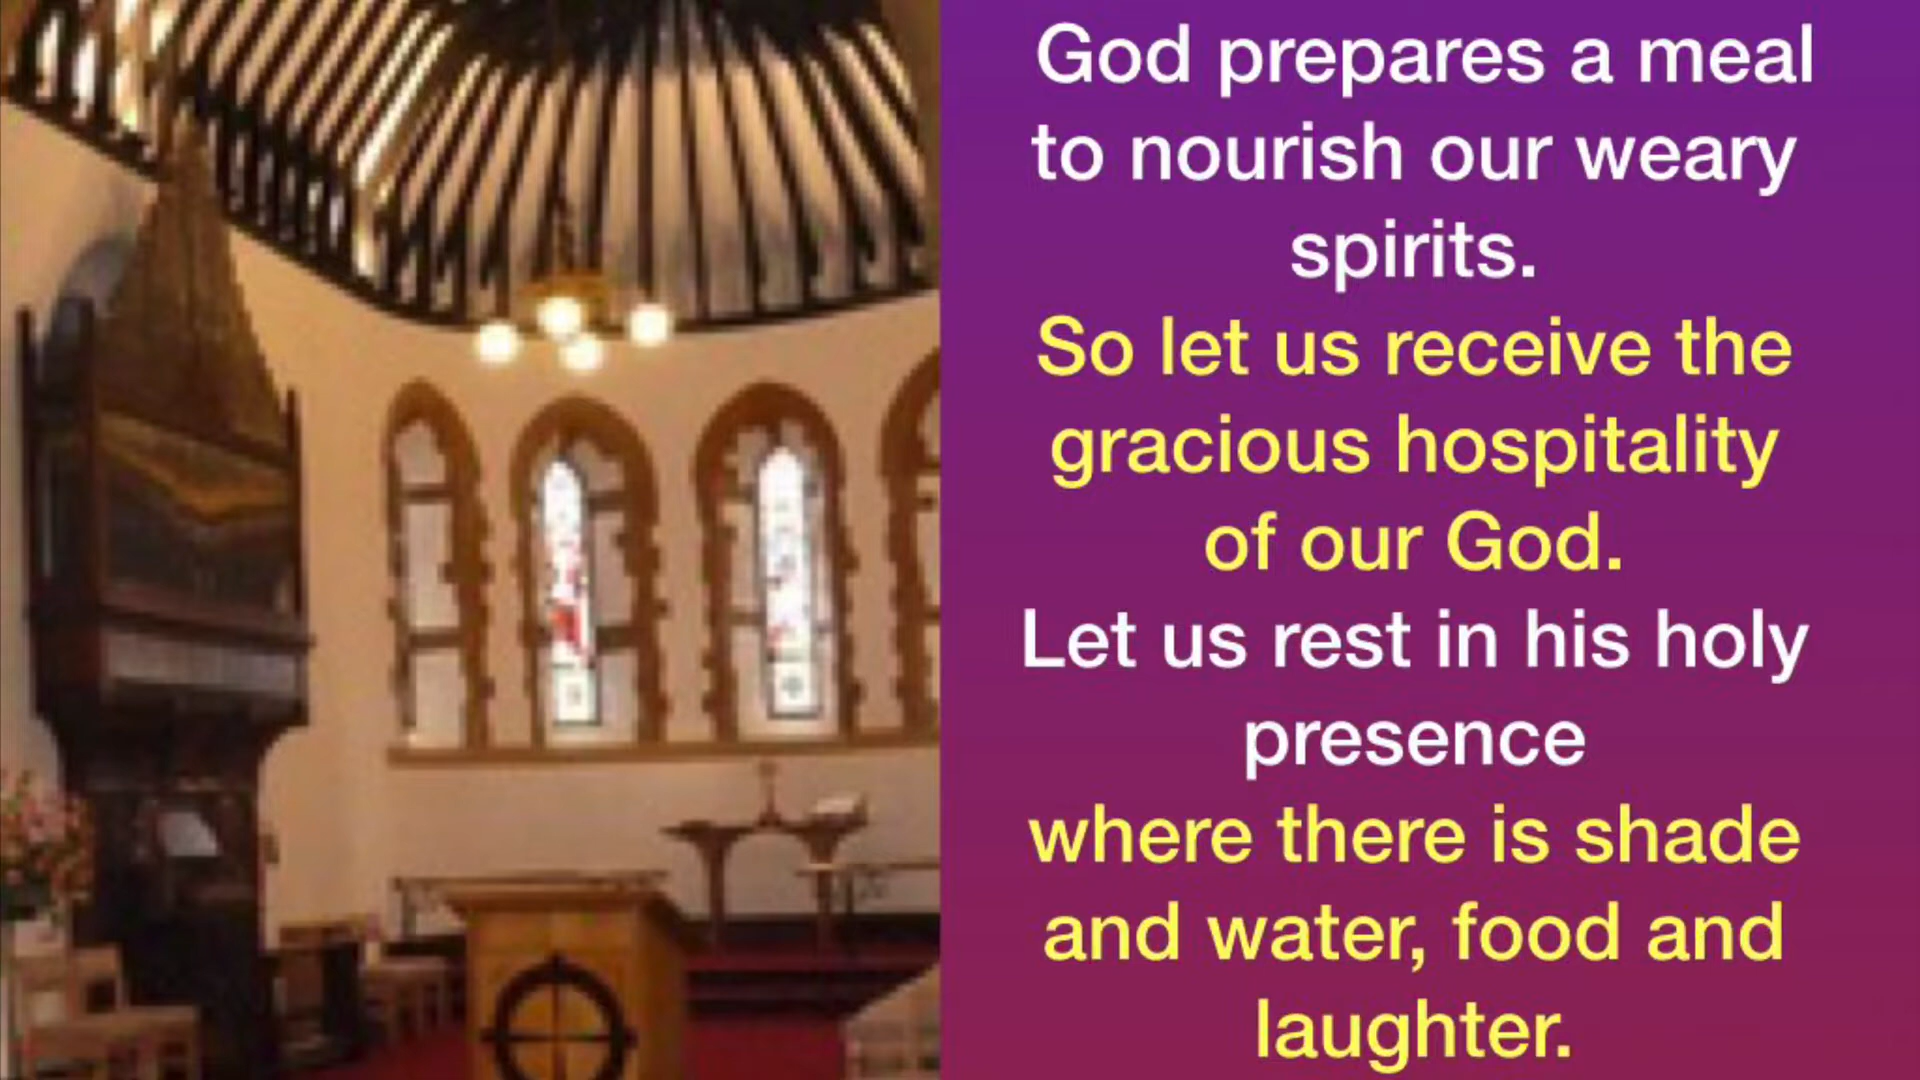 God prepares a meal
to nourish our weary
spirits.
So let us receive the
gracious hospitality
of our God.
Let us rest in his holy
presence
where there is shade
and water, food and
laughter.